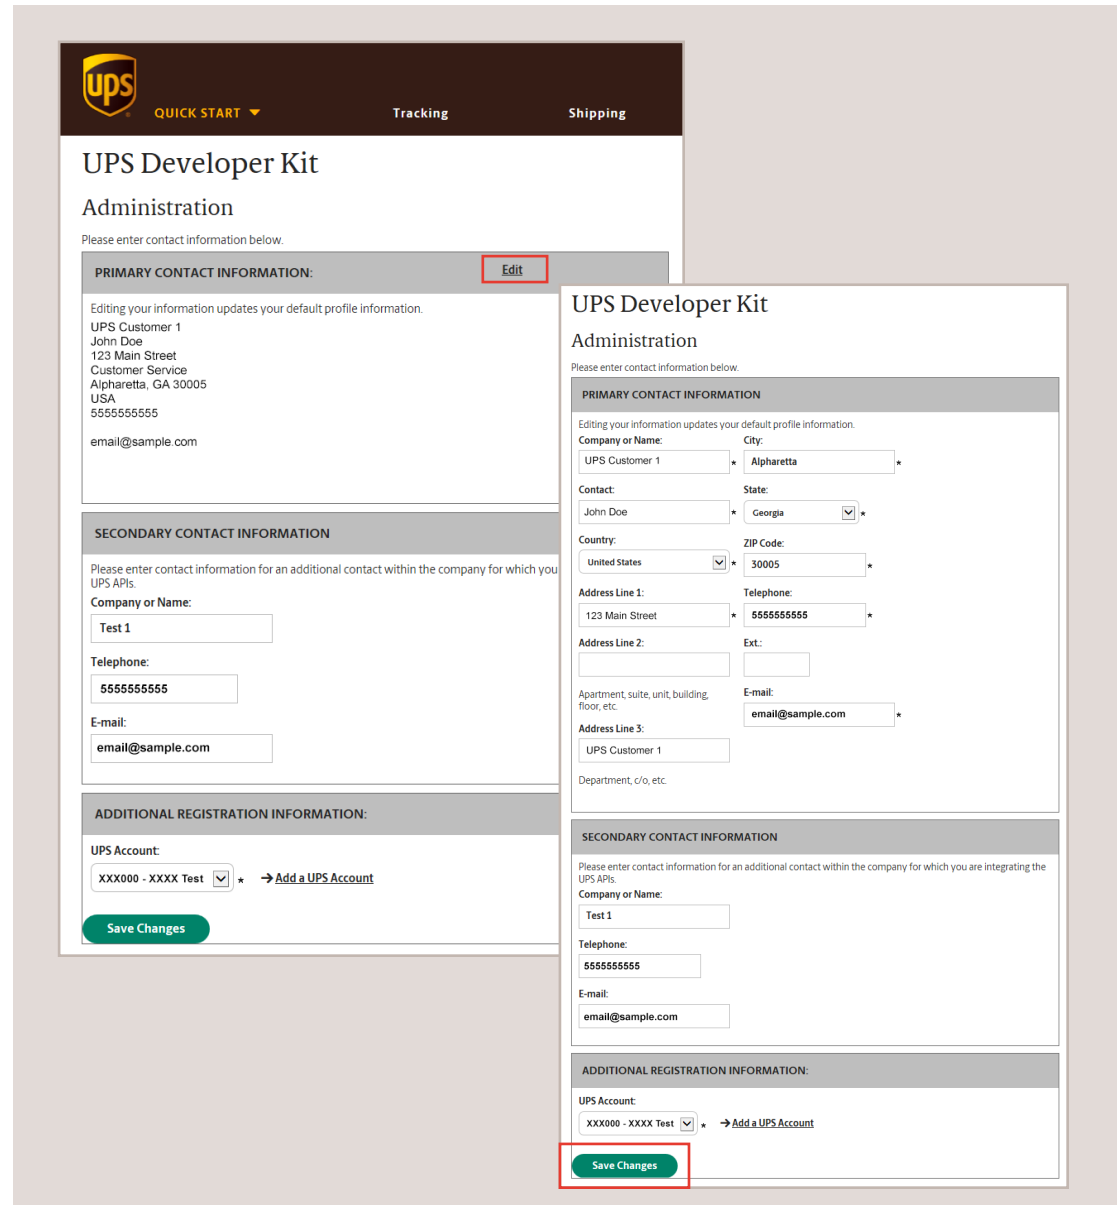 ups
QUICK START
Tracking
Shipping
UPS Developer Kit
Administration
Please enter contact information below.
PRIMARY CONTACT INFORMATION:
Edit
Editing your information updates your default profile information.
UPS Customer 1
John Doe
123 Main Street
Customer Service
Alpharetta, GA 30005
USA
5555555555
email@sample.com
SECONDARY CONTACT INFORMATION
Please enter contact information for an additional contact within the company for which you
UPS APIs.
Company or Name:
Test 1
Telephone:
5555555555
E-mail:
email@sample.com
ADDITIONAL REGISTRATION INFORMATION:
UPS Account:
XXX000 - XXXX Test * → Add a UPS Account
Save Changes
UPS Developer Kit
Administration
Please enter contact information below.
PRIMARY CONTACT INFORMATION
Editing your information updates your default profile information.
Company or Name: City:
UPS Customer 1 * Alpharetta *
Contact: State:
John Doe * Georgia *
Country: ZIP Code:
United States * 30005 *
Address Line 1: Telephone:
123 Main Street * 5555555555 *
Address Line 2: Ext.:
Apartment, suite, unit, building, E-mail:
floor, etc.
email@sample.com *
Address Line 3:
UPS Customer 1
Department, c/o, etc.
SECONDARY CONTACT INFORMATION
Please enter contact information for an additional contact within the company for which you are integrating the
UPS APIs.
Company or Name:
Test 1
Telephone:
5555555555
E-mail:
email@sample.com
ADDITIONAL REGISTRATION INFORMATION:
UPS Account:
XXX000 - XXXX Test * → Add a UPS Account
Save Changes